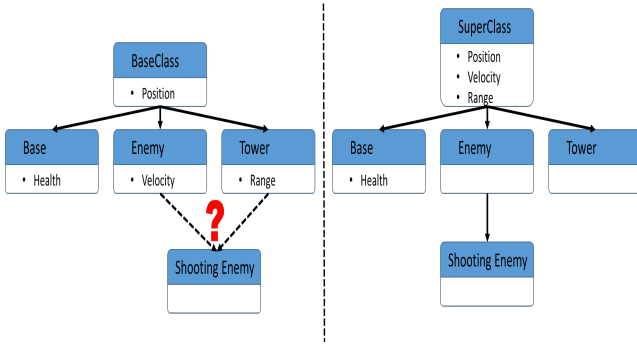 BaseClass
• Position
Base
• Health
Enemy
• Velocity
Tower
• Range
?
Shooting Enemy
SuperClass
• Position
• Velocity
• Range
Base
• Health
Enemy
Tower
Shooting Enemy